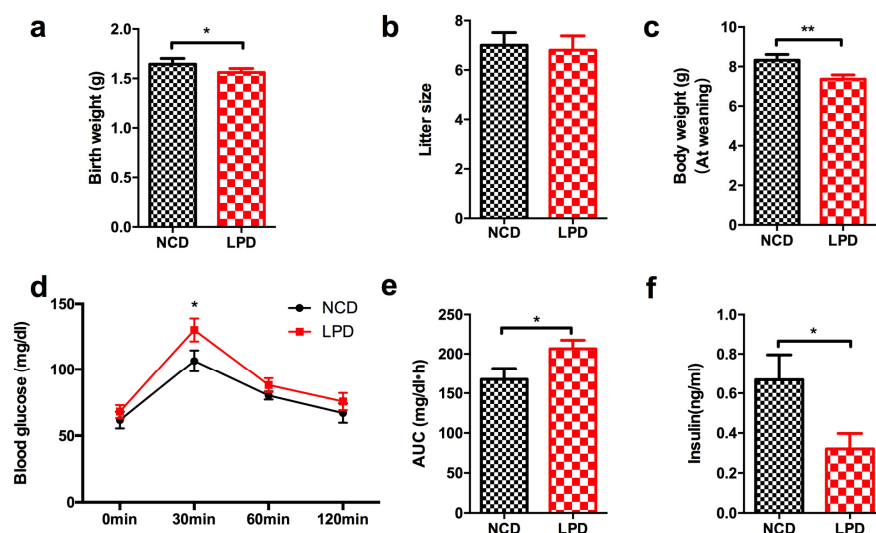 a
Birth weight (g)
2.0
1.5
1.0
0.5
0.0
*
NCD
LPD
b
Litter size
8
6
4
2
0
NCD
LPD
c
Body weight (g)
(At weaning)
10
8
6
4
2
0
**
NCD
LPD
d
Blood glucose (mg/dl)
150
100
50
0
*
NCD
LPD
0min
30min
60min
120min
e
AUC (mg/dl•h)
250
200
150
100
50
0
*
NCD
LPD
f
Insulin(ng/ml)
1.0
0.8
0.6
0.4
0.2
0.0
*
NCD
LPD